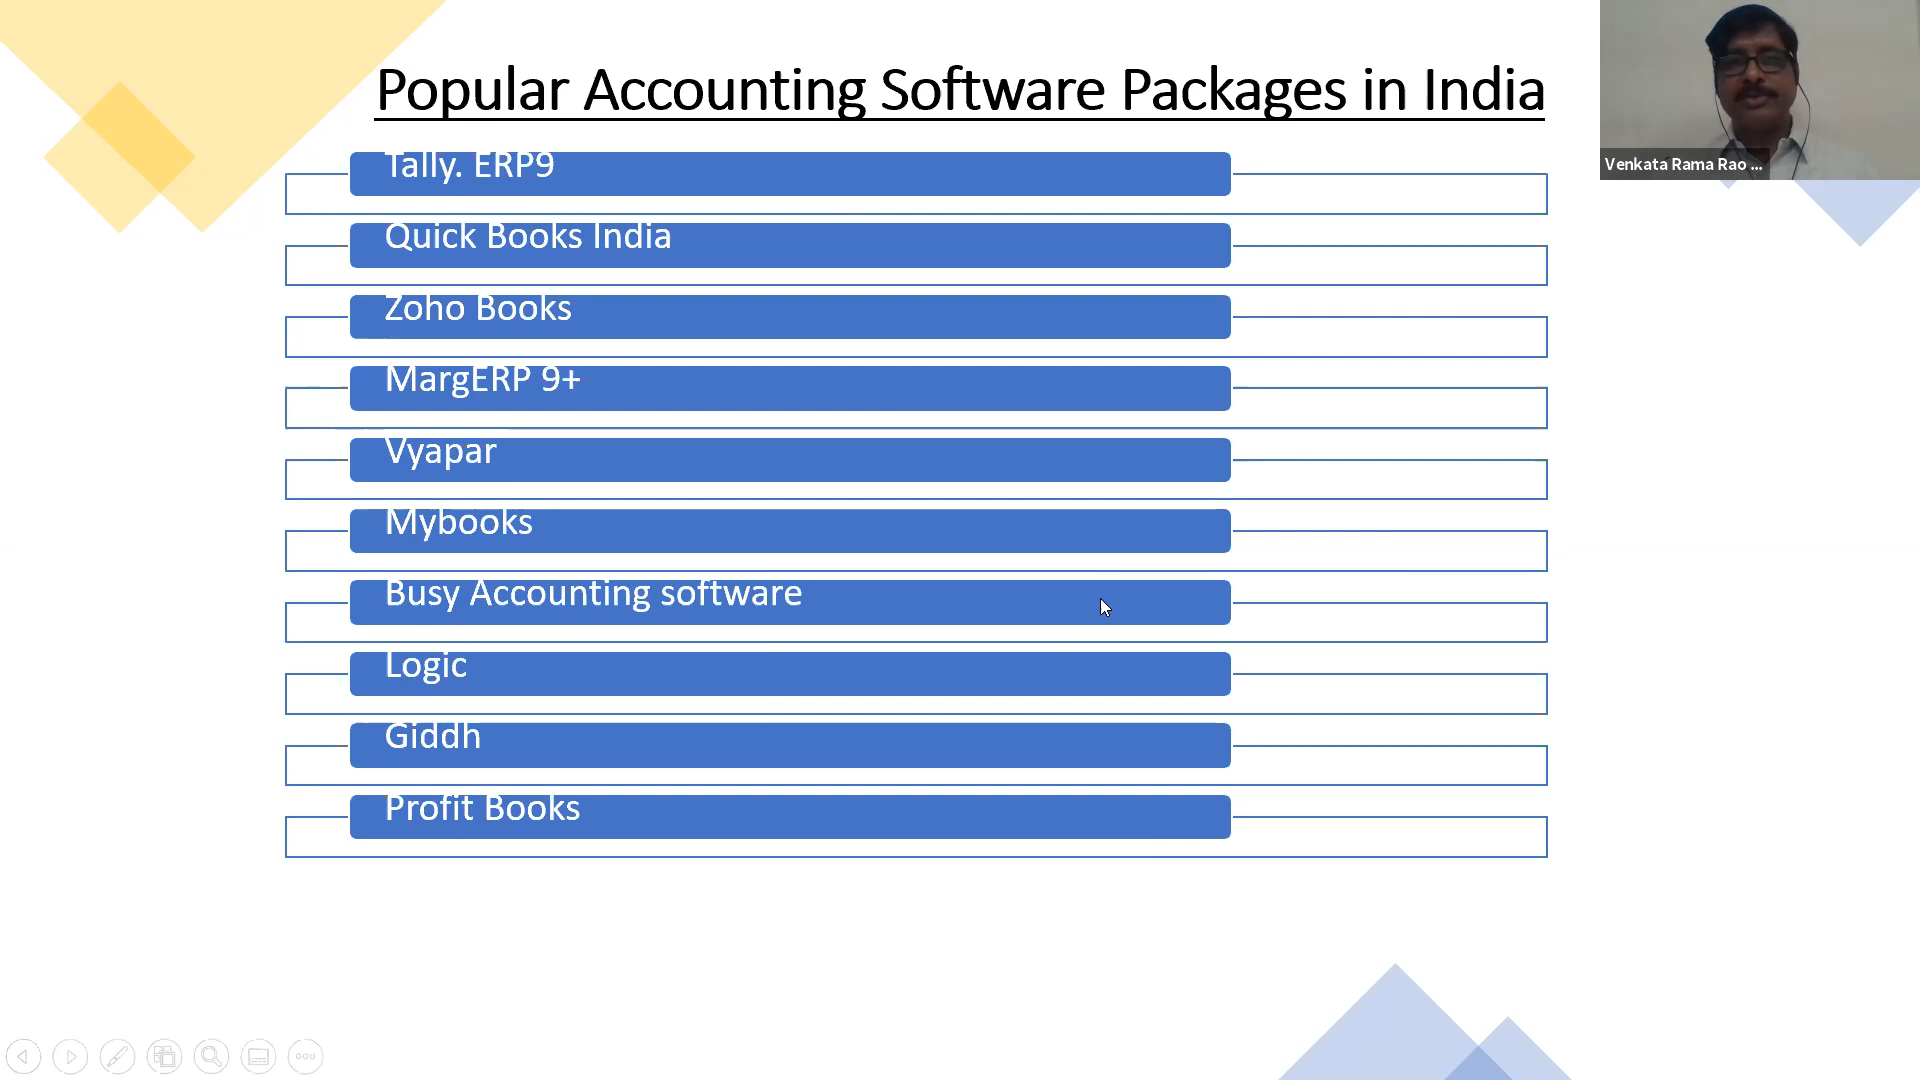 Popular Accounting Software Packages in India
Venkata Rama Rao ...
Tally. ERP9
Quick Books India
Zoho Books
MargERP 9+
Vyapar
Mybooks
Busy Accounting software
Logic
Giddh
Profit Books